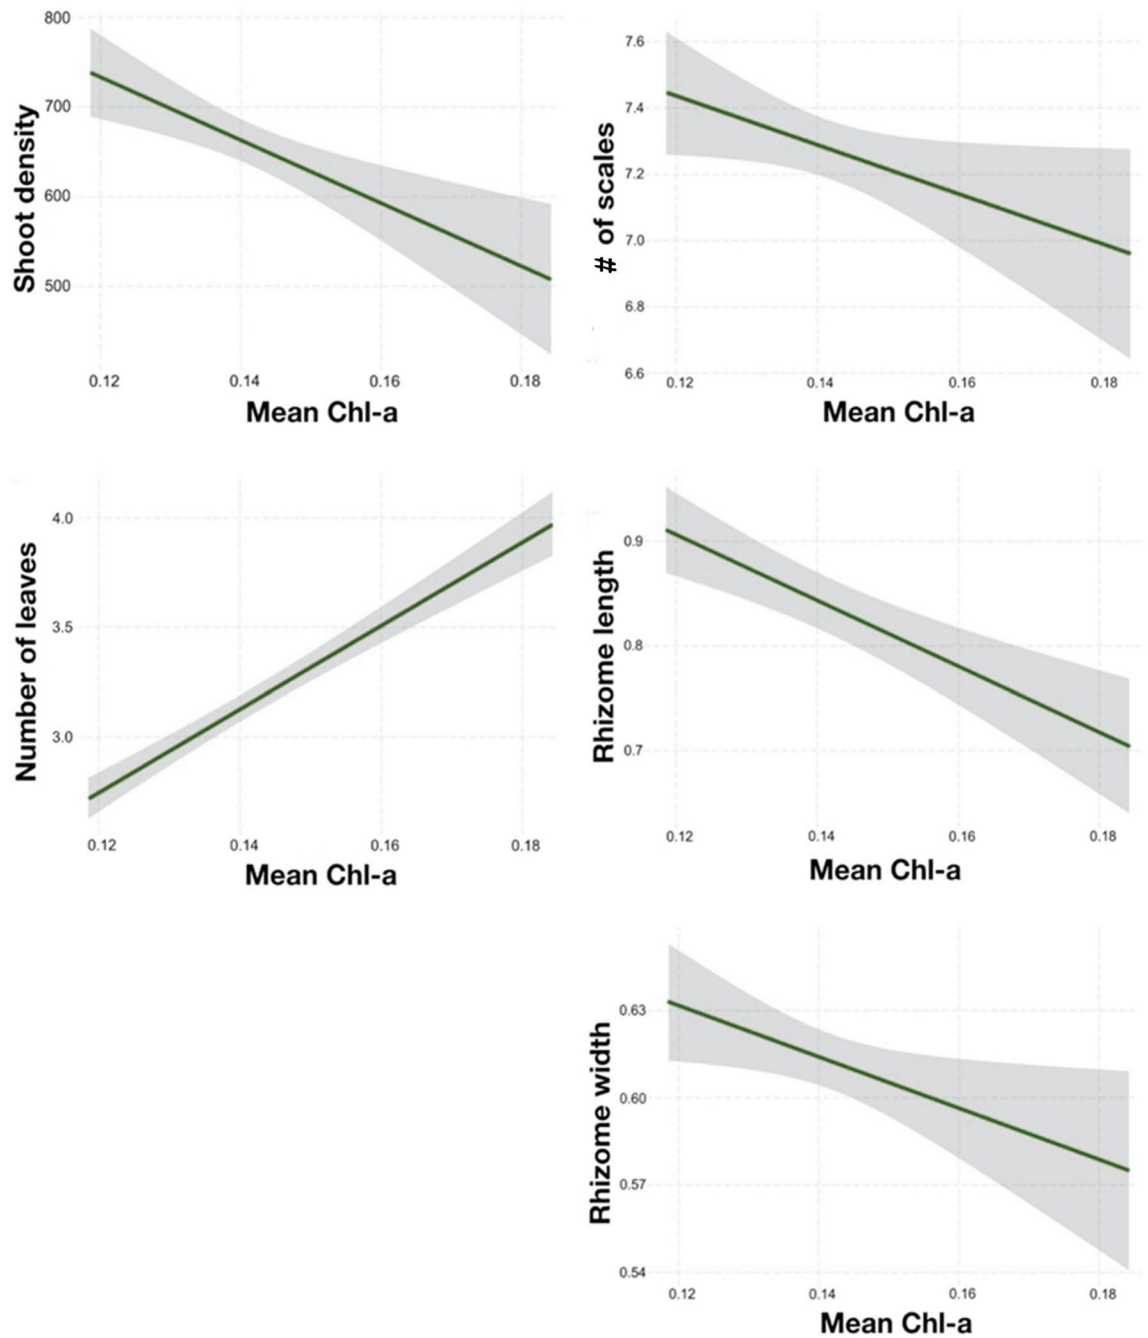 800
700
600
500
Shoot density
0.12 0.14 0.16 0.18
Mean Chl-a
7.6
7.4
7.2
7.0
6.8
6.6
# of scales
0.12 0.14 0.16 0.18
Mean Chl-a
4.0
3.5
3.0
Number of leaves
0.12 0.14 0.16 0.18
Mean Chl-a
0.9
0.8
0.7
Rhizome length
0.12 0.14 0.16 0.18
Mean Chl-a
0.63
0.60
0.57
0.54
Rhizome width
0.12 0.14 0.16 0.18
Mean Chl-a